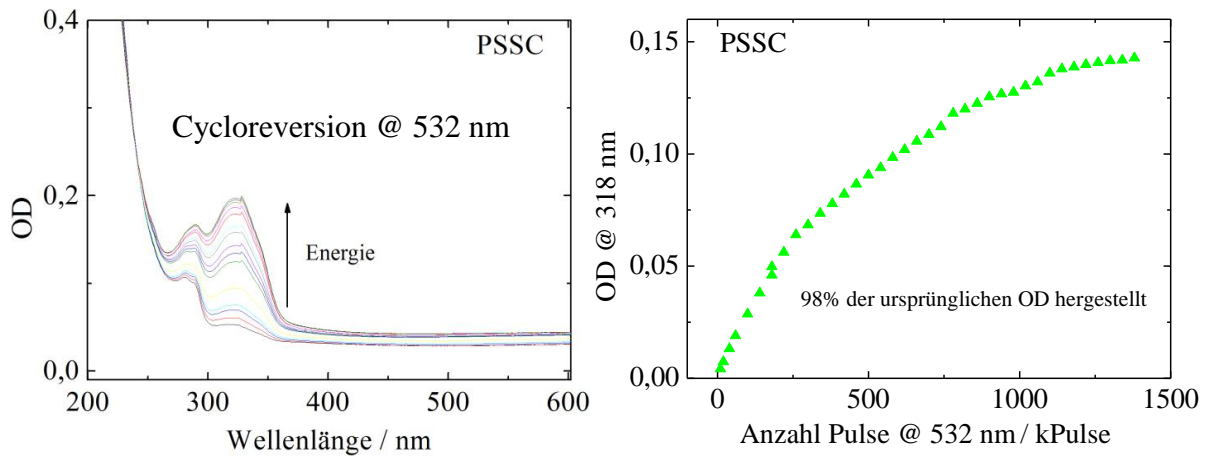 PSSC
Cycloreversion @ 532 nm
Energie
OD
0,4
0,2
0,0
200
300
400
500
600
Wellenlänge / nm
PSSC
98% der ursprünglichen OD hergestellt
OD @ 318 nm
0,15
0,10
0,05
0,00
0
500
1000
1500
Anzahl Pulse @ 532 nm / kPulse